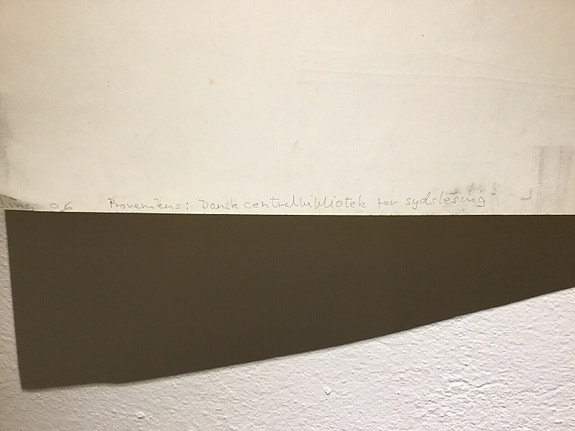 06 Proveniens: Dansk centralbibliotek for sydslesvig